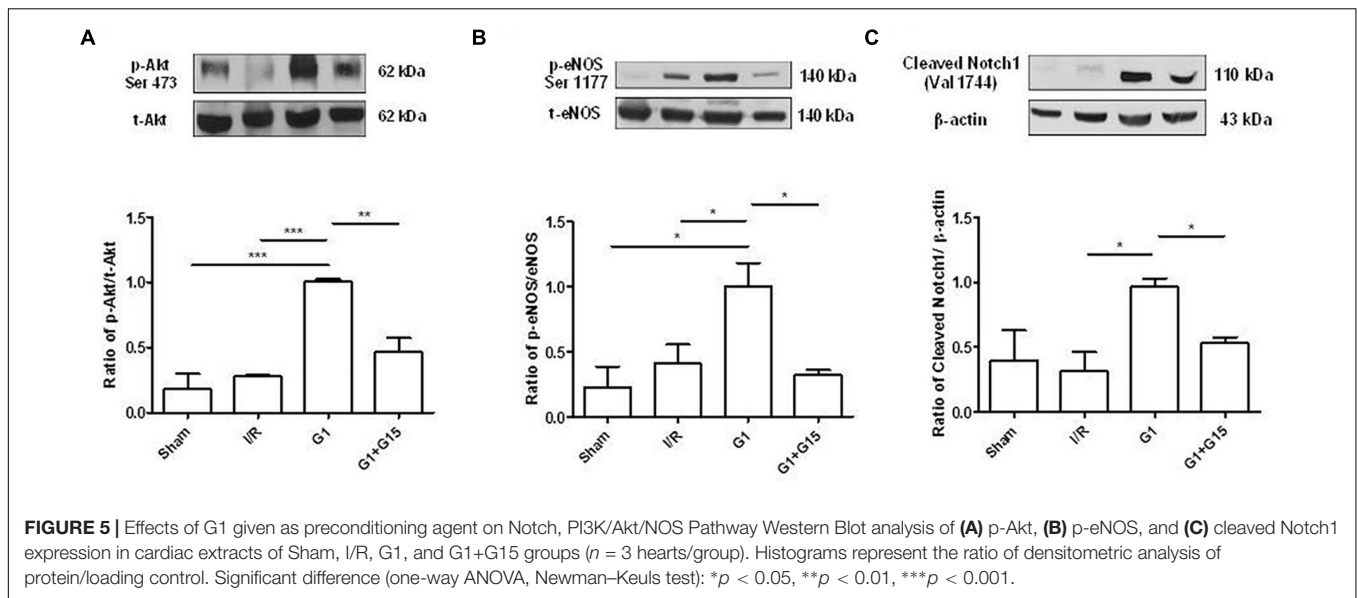 A
p-Akt
Ser 473
62 kDa
t-Akt
62 kDa
Ratio of p-Akt/t-Akt
1.5
1.0
0.5
0.0
***
***
**
Sham
I/R
G1
G1+G15
B
p-eNOS
Ser 1177
140 kDa
t-eNOS
140 kDa
Ratio of p-eNOS/eNOS
1.5
1.0
0.5
0.0
*
*
*
Sham
I/R
G1
G1+G15
C
Cleaved Notch1
(Val 1744)
110 kDa
β-actin
43 kDa
Ratio of Cleaved Notch1/ β-actin
1.5
1.0
0.5
0.0
*
*
Sham
I/R
G1
G1+G15
FIGURE 5 | Effects of G1 given as preconditioning agent on Notch, PI3K/Akt/NOS Pathway Western Blot analysis of (A) p-Akt, (B) p-eNOS, and (C) cleaved Notch1
expression in cardiac extracts of Sham, I/R, G1, and G1+G15 groups (n = 3 hearts/group). Histograms represent the ratio of densitometric analysis of
protein/loading control. Significant difference (one-way ANOVA, Newman–Keuls test): *p < 0.05, **p < 0.01, ***p < 0.001.